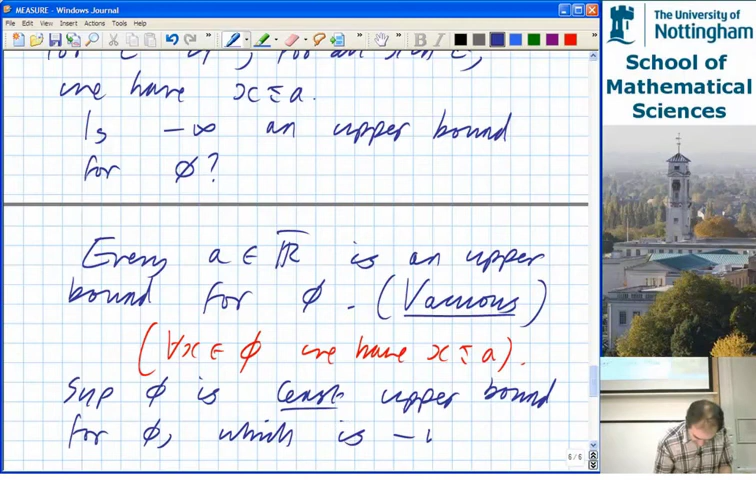 MEASURE - Windows Journal
File Edit View Insert Actions Tools Help
we have x ≤ a.
Is -∞ an upper bound
for ∅?
Every a ∈ ℝ̅ is an upper
bound for ∅. (Vacuous)
(∀x ∈ ∅ we have x ≤ a).
Sup ∅ is least upper bound
for ∅, which is -
6/6
The University of
Nottingham
School of
Mathematical
Sciences